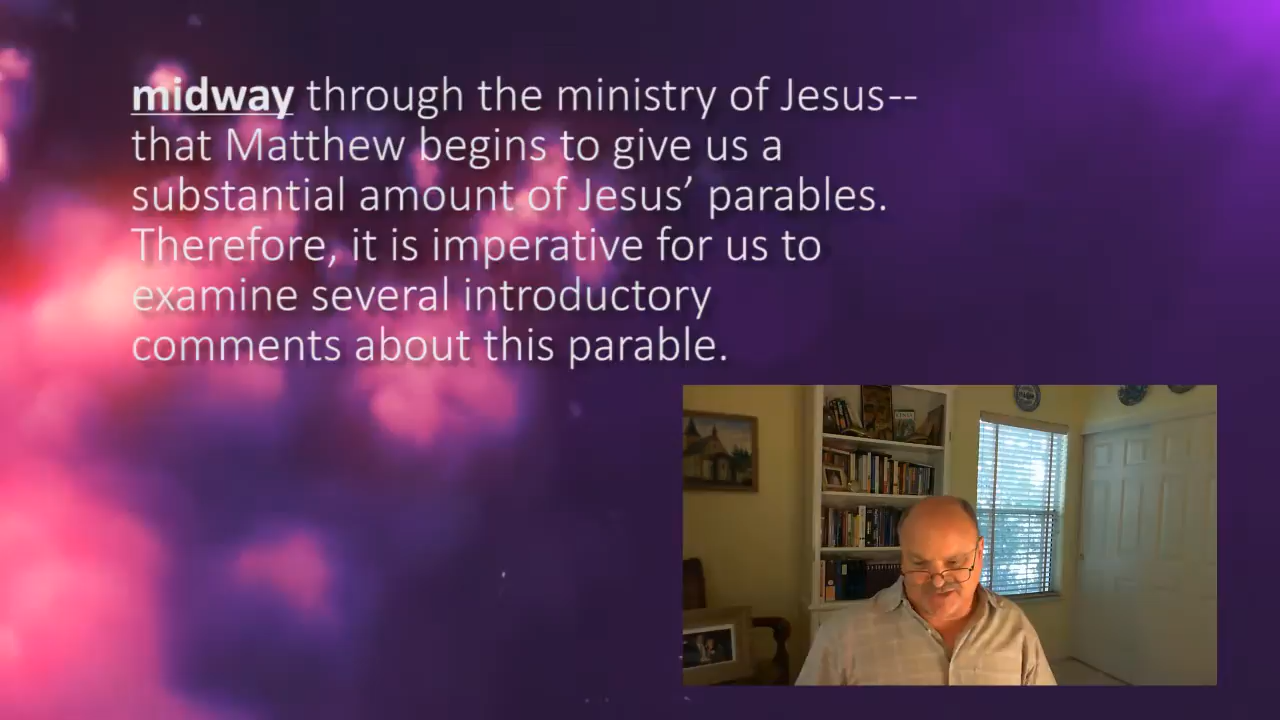 midway through the ministry of Jesus--
that Matthew begins to give us a
substantial amount of Jesus’ parables.
Therefore, it is imperative for us to
examine several introductory
comments about this parable.